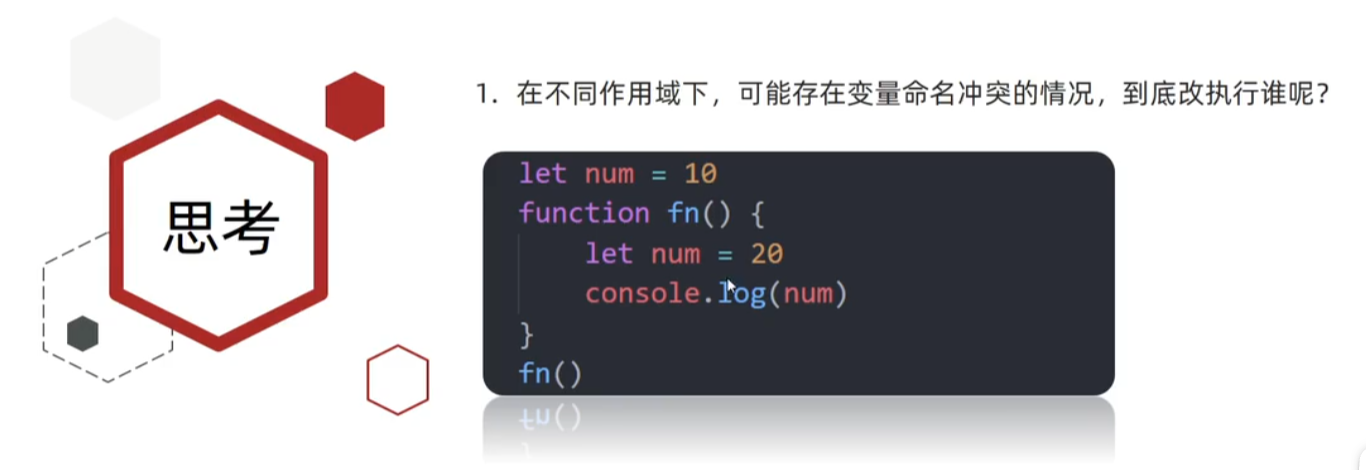 思考
1. 在不同作用域下，可能存在变量命名冲突的情况，到底改执行谁呢？
let num = 10
function fn() {
    let num = 20
    console.log(num)
}
fn()